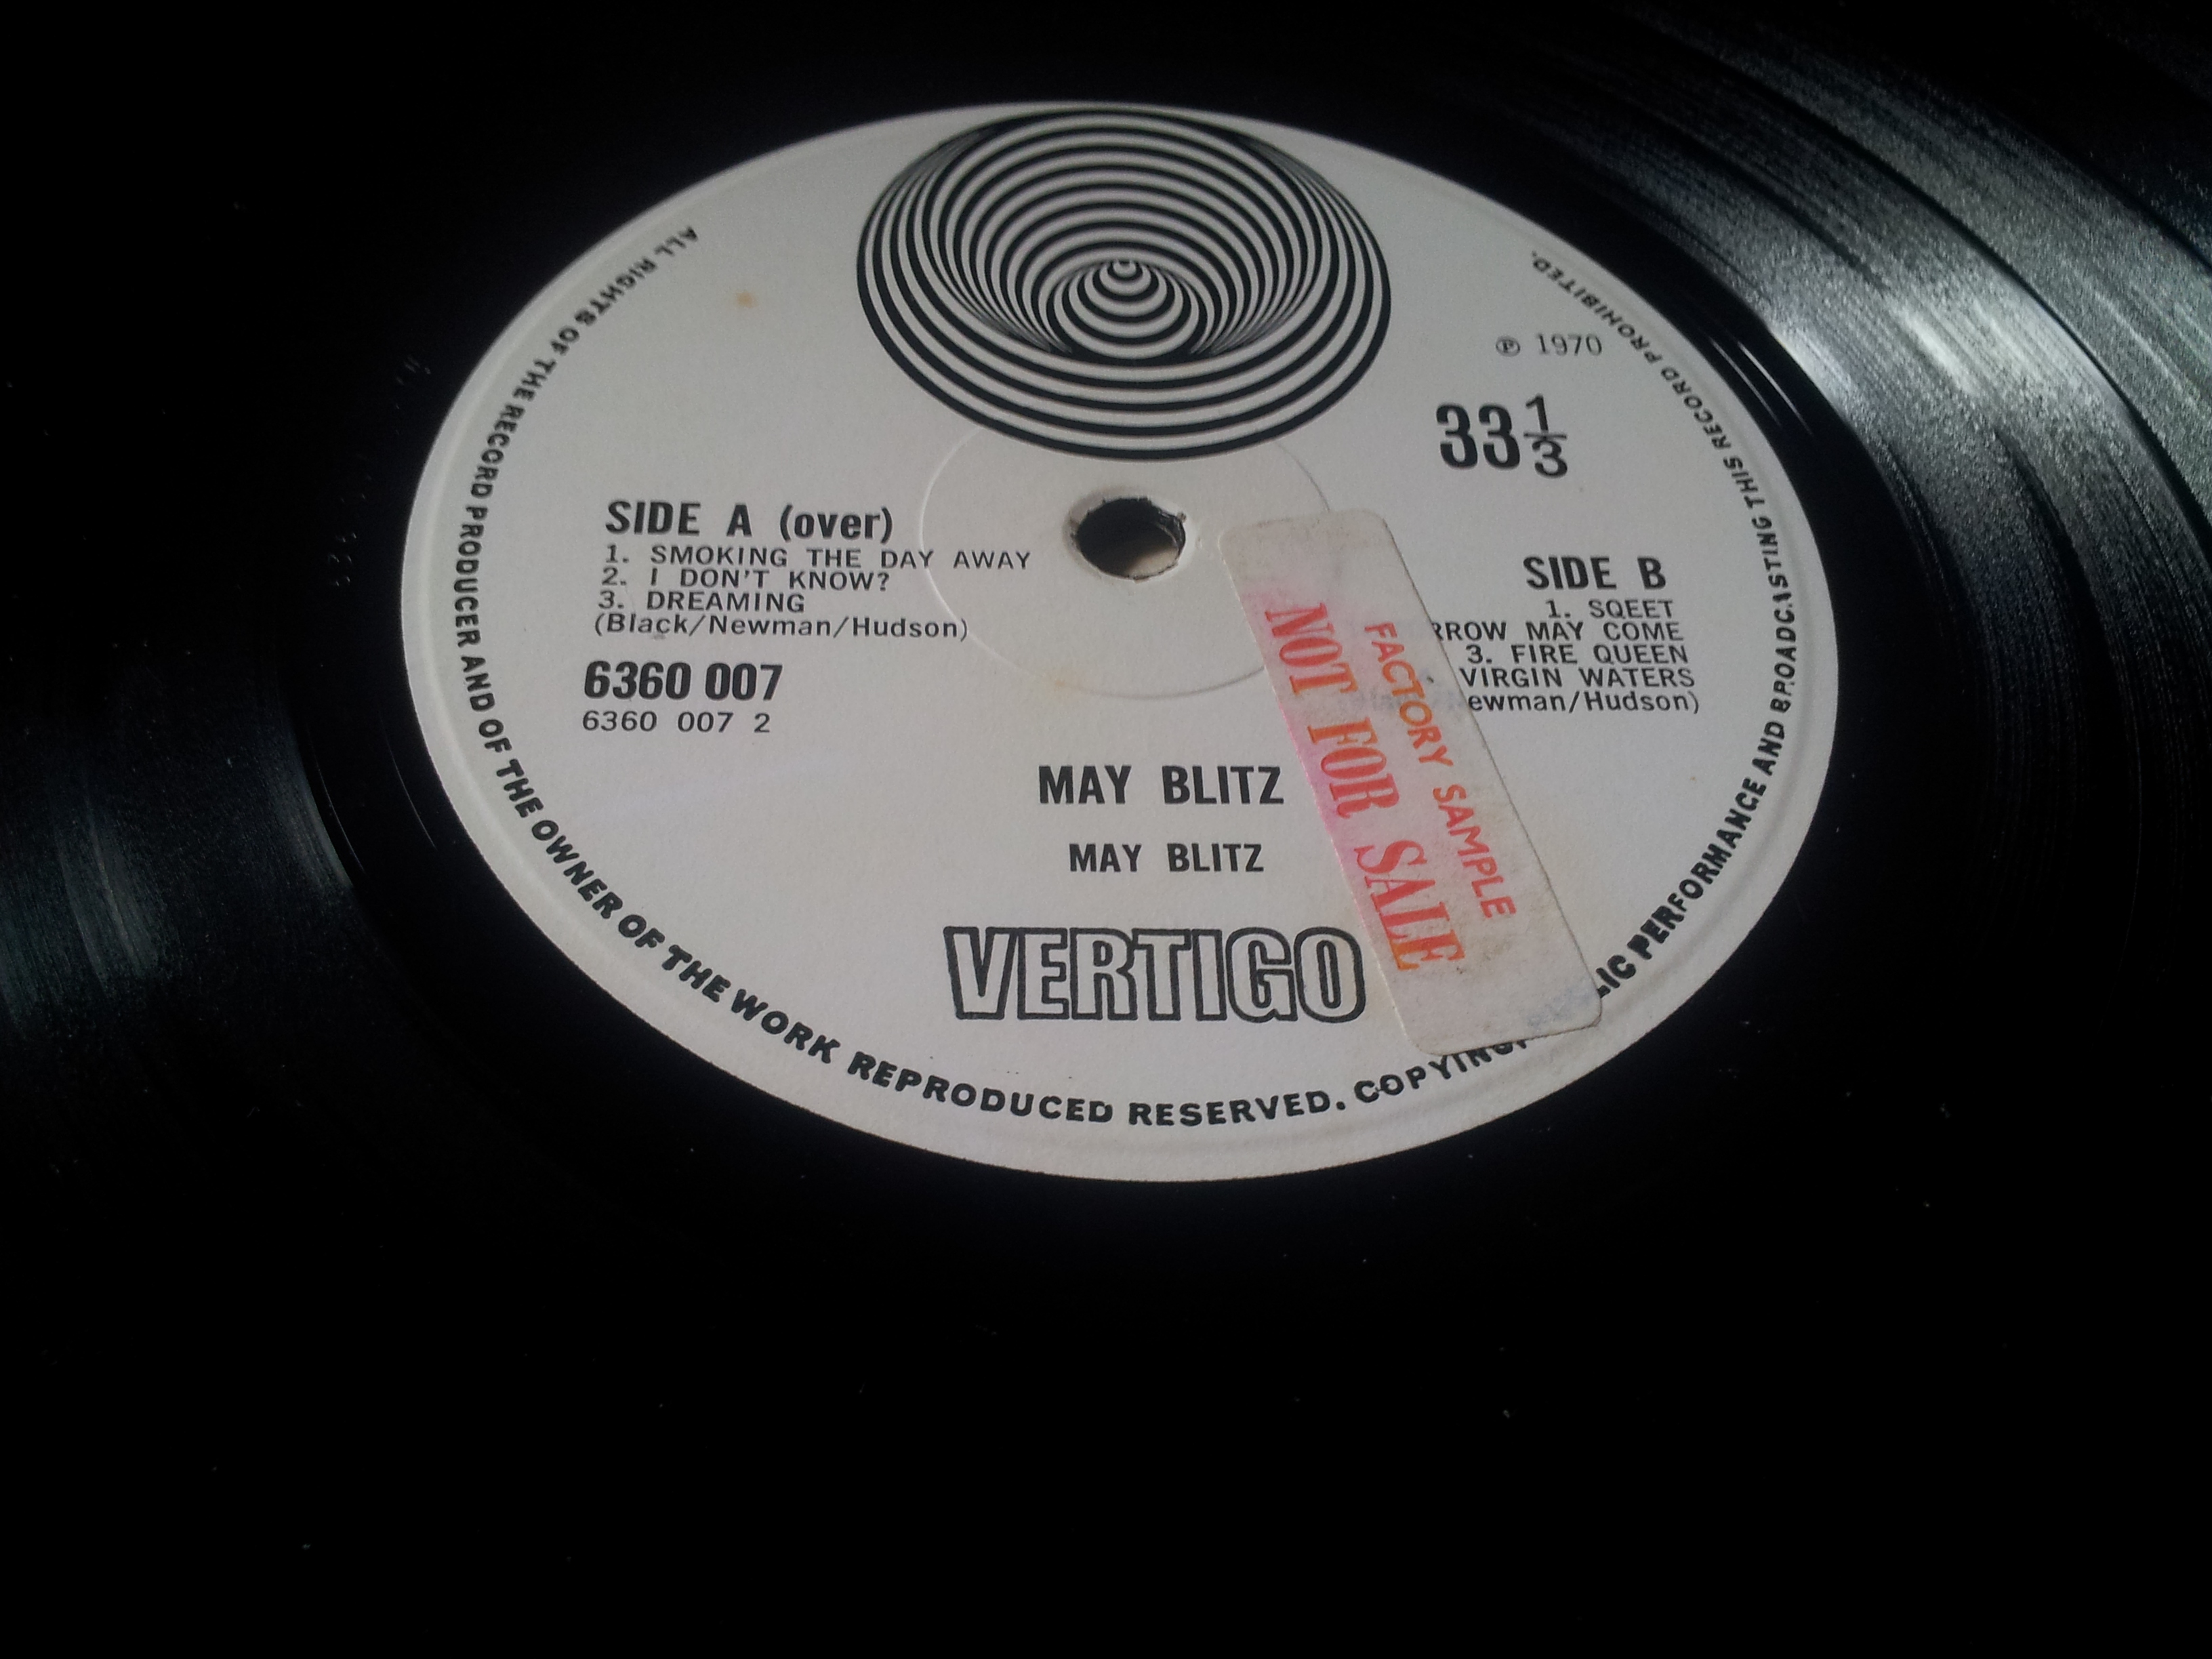 ALL RIGHTS OF THE RECORD PRODUCER AND OF THE OWNER OF THE WORK REPRODUCED RESERVED. COPYING, LIC PERFORMANCE AND BROADCASTING THIS RECORD PROHIBITED.
℗ 1970
33 1/3
SIDE A (over)
1. SMOKING THE DAY AWAY
2. I DON'T KNOW?
3. DREAMING
(Black/Newman/Hudson)
6360 007
6360 007 2
SIDE B
1. SQEET
RROW MAY COME
3. FIRE QUEEN
VIRGIN WATERS
ewman/Hudson)
FACTORY SAMPLE
NOT FOR SALE
MAY BLITZ
MAY BLITZ
VERTIGO